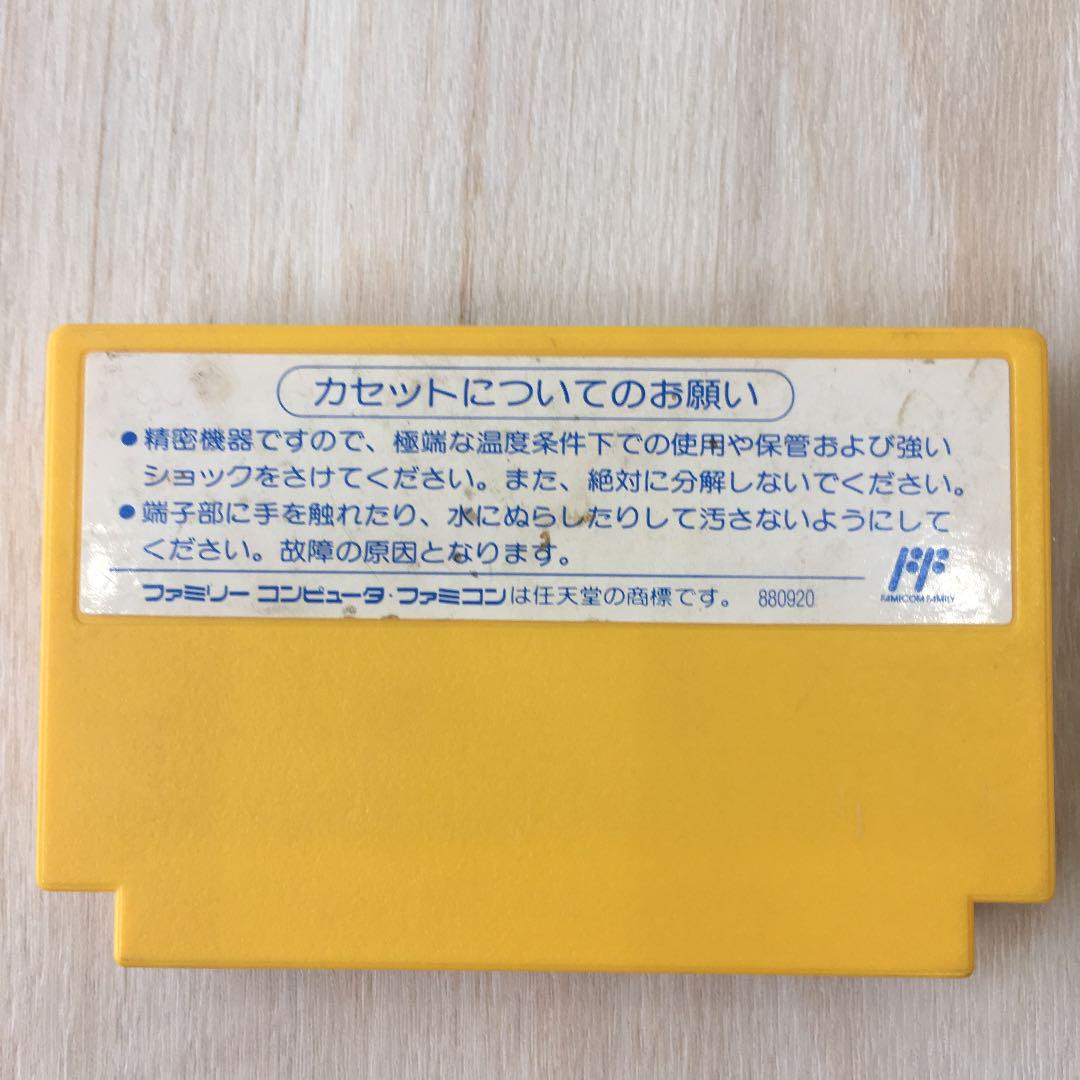 カセットについてのお願い
●精密機器ですので、極端な温度条件下での使用や保管および強い
ショックをさけてください。また、絶対に分解しないでください。
●端子部に手を触れたり、水にぬらしたりして汚さないようにして
ください。故障の原因となります。
ファミリーコンピュータ・ファミコンは任天堂の商標です。 880920
FF
FAMICOM FAMILY